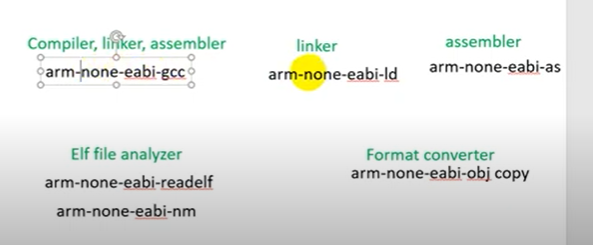 Compiler, linker, assembler
arm-none-eabi-gcc
linker
arm-none-eabi-ld
assembler
arm-none-eabi-as
Elf file analyzer
arm-none-eabi-readelf
arm-none-eabi-nm
Format converter
arm-none-eabi-obj copy